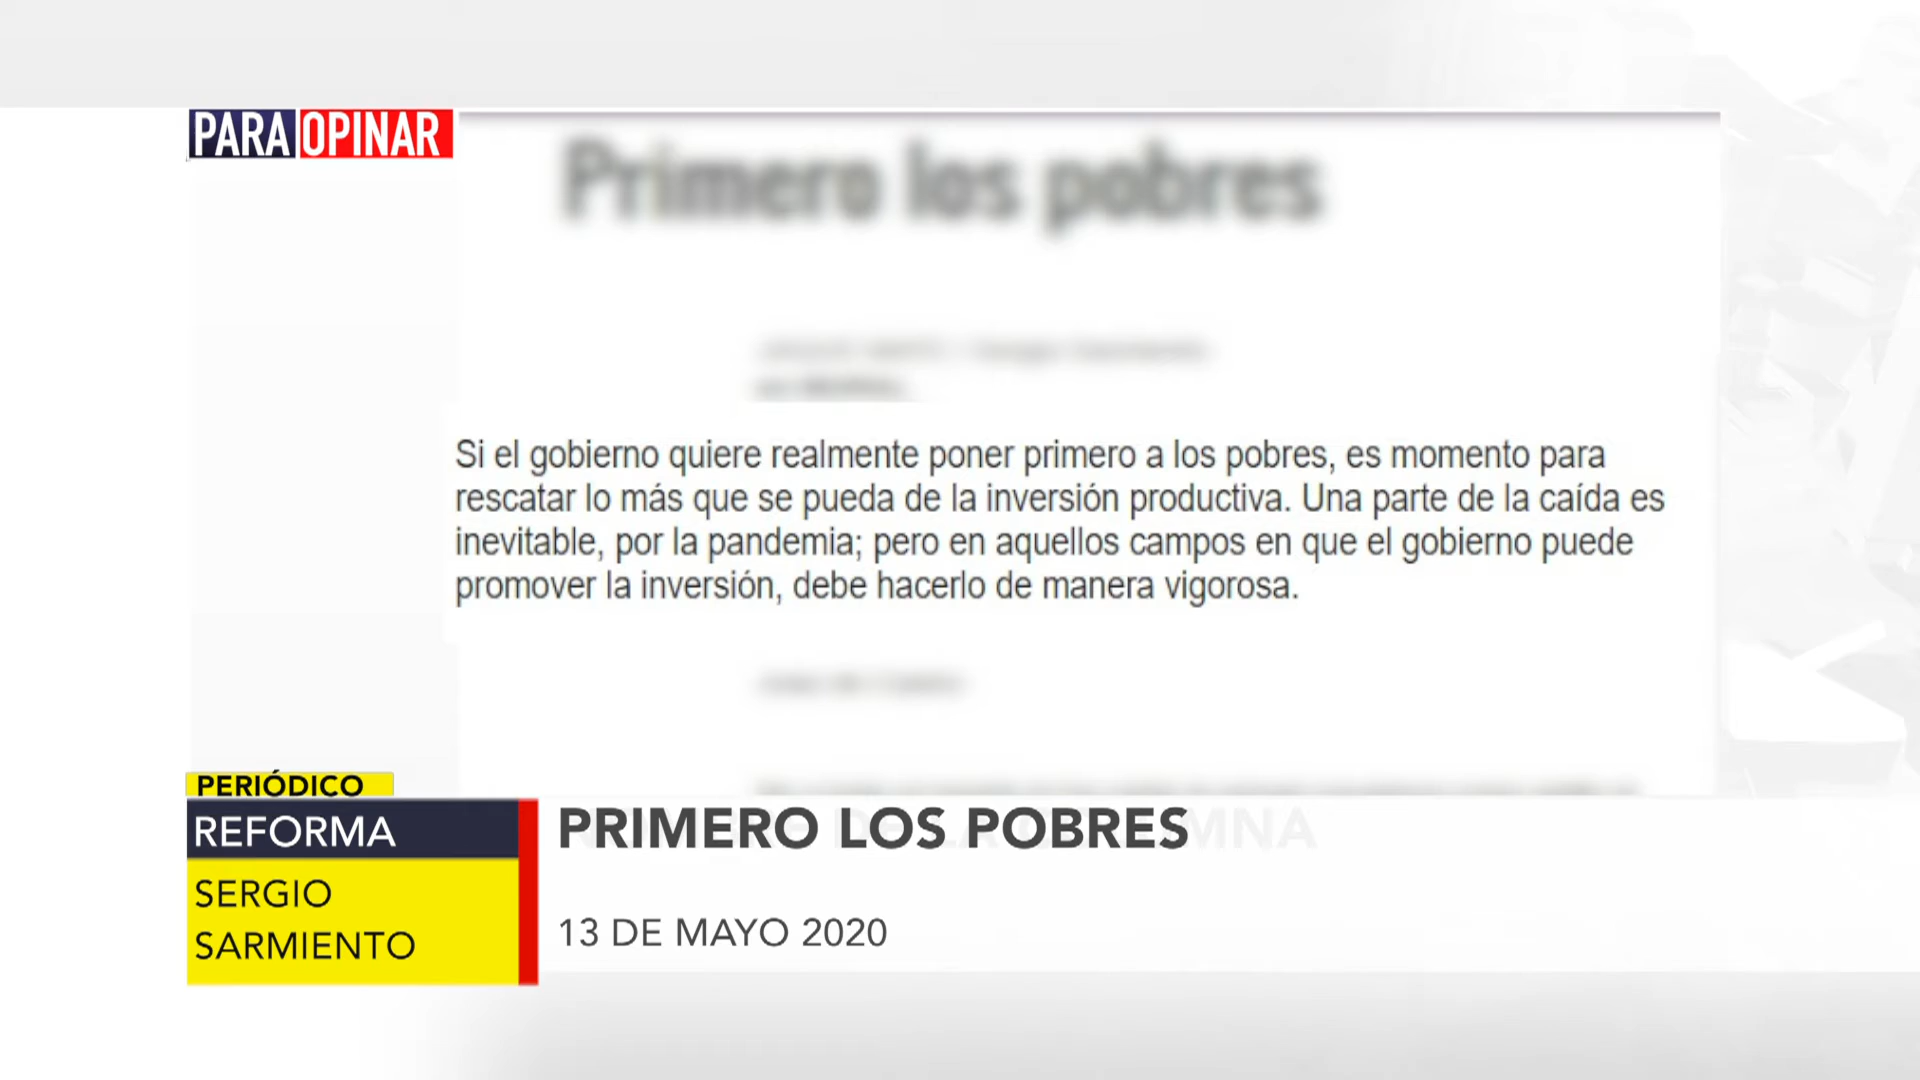 PARA OPINAR
Primero los pobres
Si el gobierno quiere realmente poner primero a los pobres, es momento para
rescatar lo más que se pueda de la inversión productiva. Una parte de la caída es
inevitable, por la pandemia; pero en aquellos campos en que el gobierno puede
promover la inversión, debe hacerlo de manera vigorosa.
PERIÓDICO
REFORMA
SERGIO
SARMIENTO
PRIMERO LOS POBRES
13 DE MAYO 2020